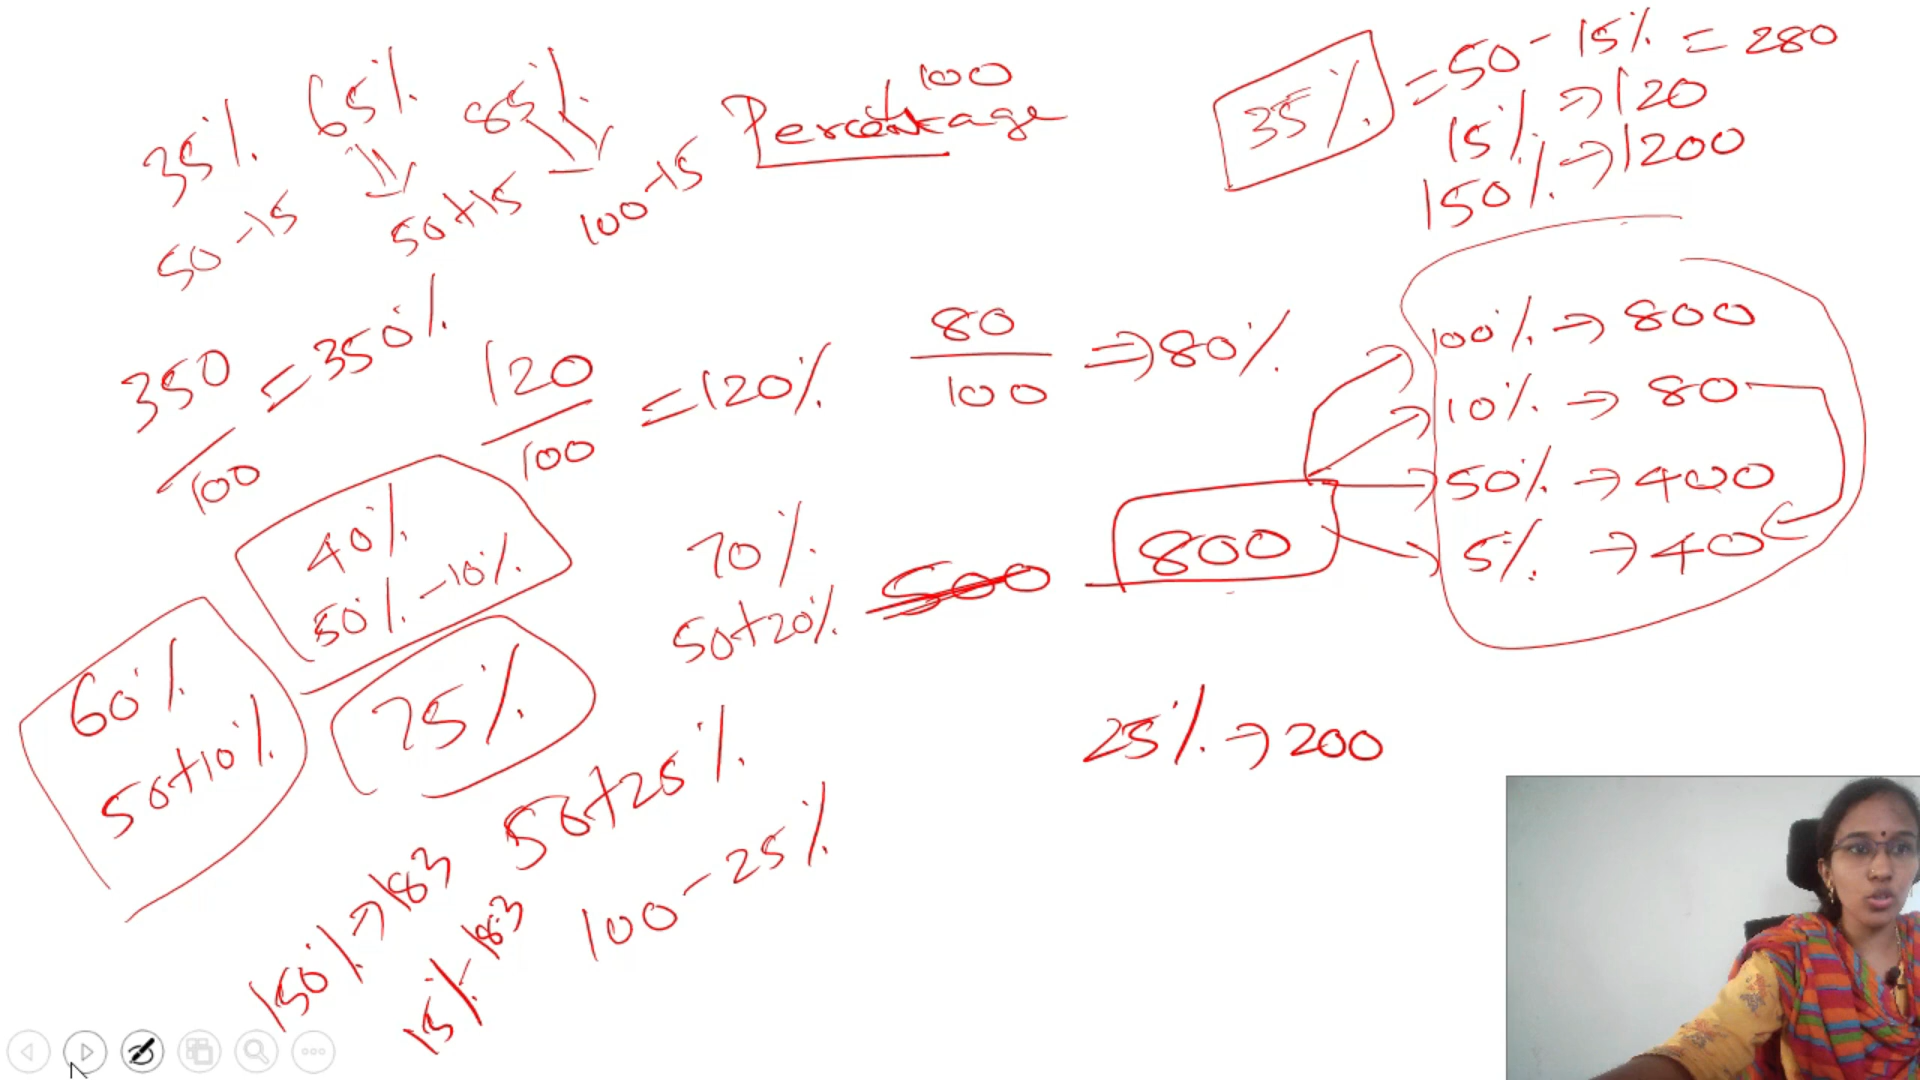 100
Percentage
35% 65% 85%
50-15 50+15 100-15
35% = 50 - 15% = 280
15% → 120
150% → 1200
350/100 = 350%
120/100 = 120%
80/100 ⇒ 80%
100% → 800
10% → 80
50% → 400
5% → 40
800
500
40%
50% - 10%
70%
50+20%
60%
50+10%
75%
50+25%
100-25%
25% → 200
150% → 183
15% - 18.3